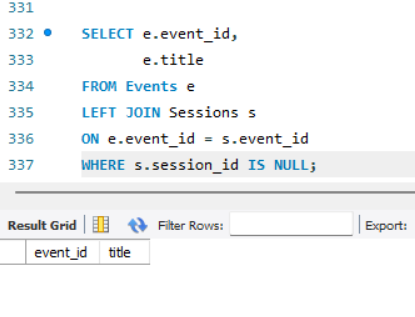 331
332 SELECT e.event_id,
333 e.title
334 FROM Events e
335 LEFT JOIN Sessions s
336 ON e.event_id = s.event_id
337 WHERE s.session_id IS NULL;
Result Grid Filter Rows: Export:
event_id title